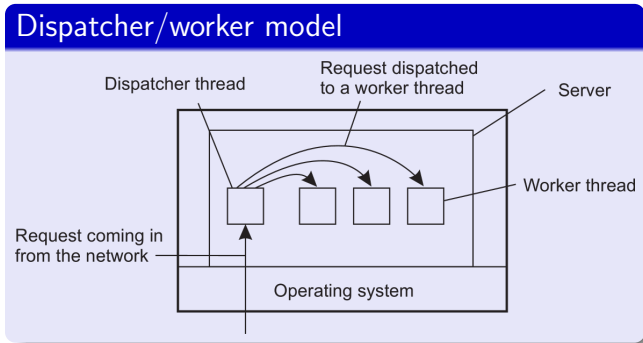 Dispatcher/worker model
Request dispatched
to a worker thread
Dispatcher thread
Server
Worker thread
Request coming in
from the network
Operating system